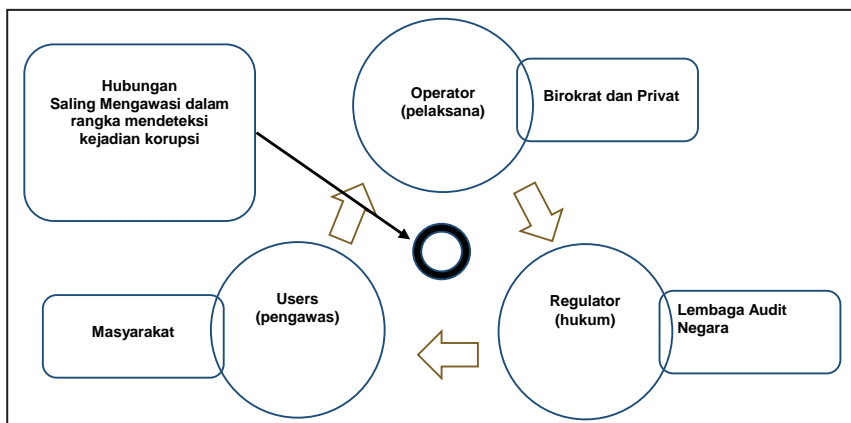 Hubungan
Saling Mengawasi dalam
rangka mendeteksi
kejadian korupsi
Operator
(pelaksana)
Birokrat dan Privat
Users
(pengawas)
Masyarakat
Regulator
(hukum)
Lembaga Audit
Negara